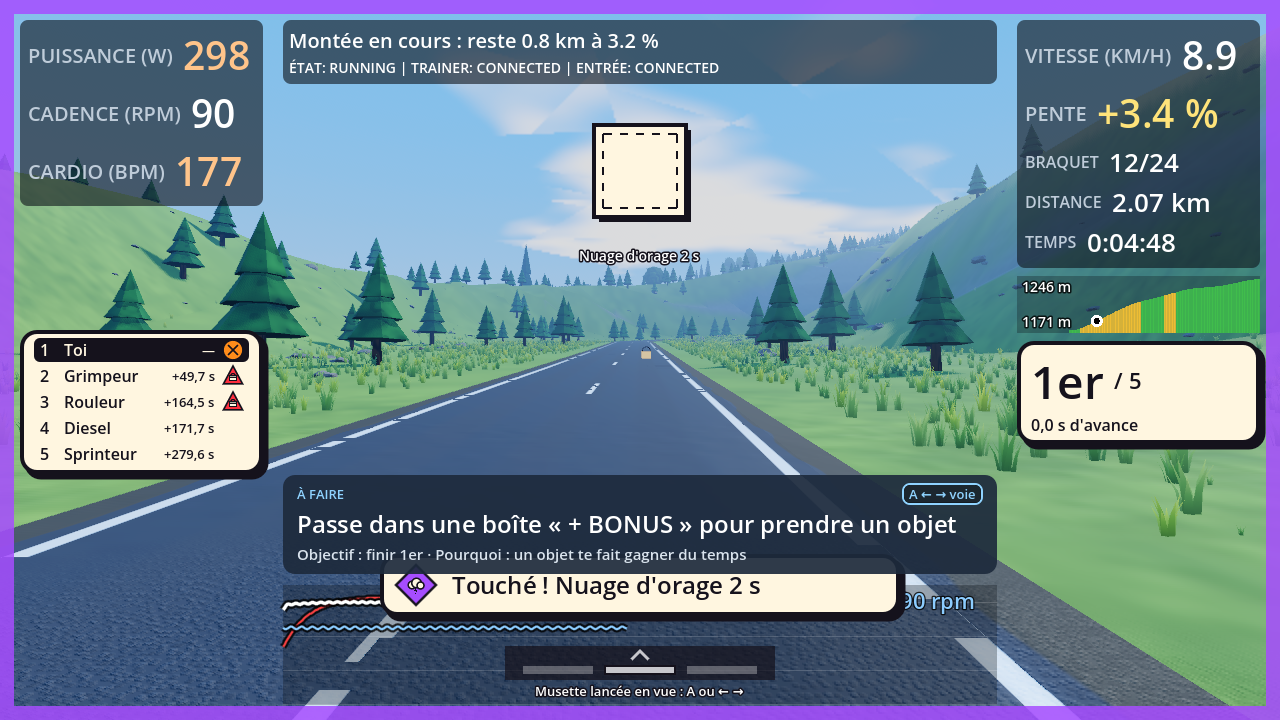 PUISSANCE (W) 298
CADENCE (RPM) 90
CARDIO (BPM) 177
Montée en cours : reste 0.8 km à 3.2 %
ÉTAT: RUNNING | TRAINER: CONNECTED | ENTRÉE: CONNECTED
VITESSE (KM/H) 8.9
PENTE +3.4 %
BRAQUET 12/24
DISTANCE 2.07 km
TEMPS 0:04:48
1246 m
1171 m
Nuage d'orage 2 s
1 Toi —
2 Grimpeur +49,7 s
3 Rouleur +164,5 s
4 Diesel +171,7 s
5 Sprinteur +279,6 s
1er / 5
0,0 s d'avance
À FAIRE
A ← → voie
Passe dans une boîte « + BONUS » pour prendre un objet
Objectif : finir 1er · Pourquoi : un objet te fait gagner du temps
Touché ! Nuage d'orage 2 s
90 rpm
Musette lancée en vue : A ou ← →